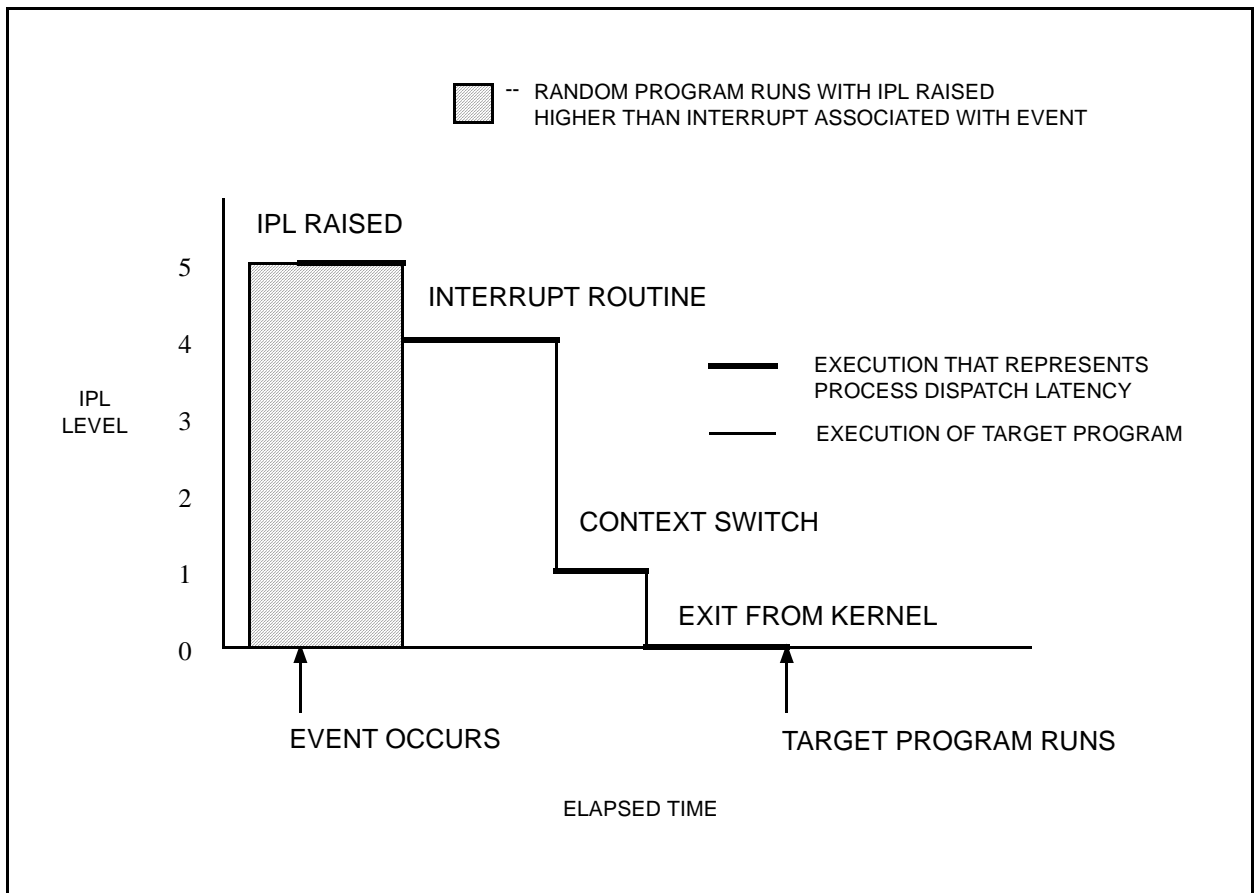 -- RANDOM PROGRAM RUNS WITH IPL RAISED
HIGHER THAN INTERRUPT ASSOCIATED WITH EVENT
IPL RAISED
5
INTERRUPT ROUTINE
4
EXECUTION THAT REPRESENTS
PROCESS DISPATCH LATENCY
IPL
LEVEL
3
EXECUTION OF TARGET PROGRAM
2
CONTEXT SWITCH
1
EXIT FROM KERNEL
0
EVENT OCCURS
TARGET PROGRAM RUNS
ELAPSED TIME